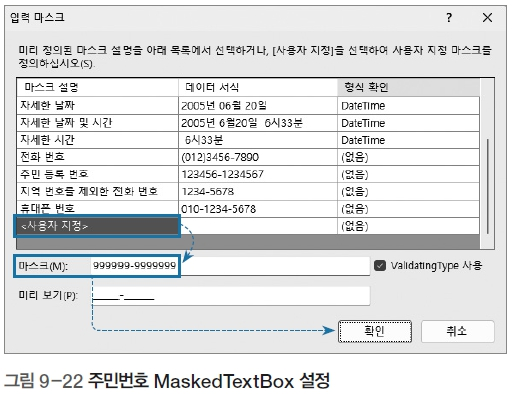 입력 마스크
? ×
미리 정의된 마스크 설명을 아래 목록에서 선택하거나, [사용자 지정]을 선택하여 사용자 지정 마스크를
정의하십시오(S).
마스크 설명 데이터 서식 형식 확인
자세한 날짜 2005년 06월 20일 DateTime
자세한 날짜 및 시간 2005년 6월20일 6시33분 DateTime
자세한 시간 6시33분 DateTime
전화 번호 (012)3456-7890 (없음)
주민 등록 번호 123456-1234567 (없음)
지역 번호를 제외한 전화 번호 1234-5678 (없음)
휴대폰 번호 010-1234-5678 (없음)
<사용자 지정> (없음)
마스크(M): 999999-9999999 ValidatingType 사용
미리 보기(P): ______-______
확인 취소
그림 9-22 주민번호 MaskedTextBox 설정